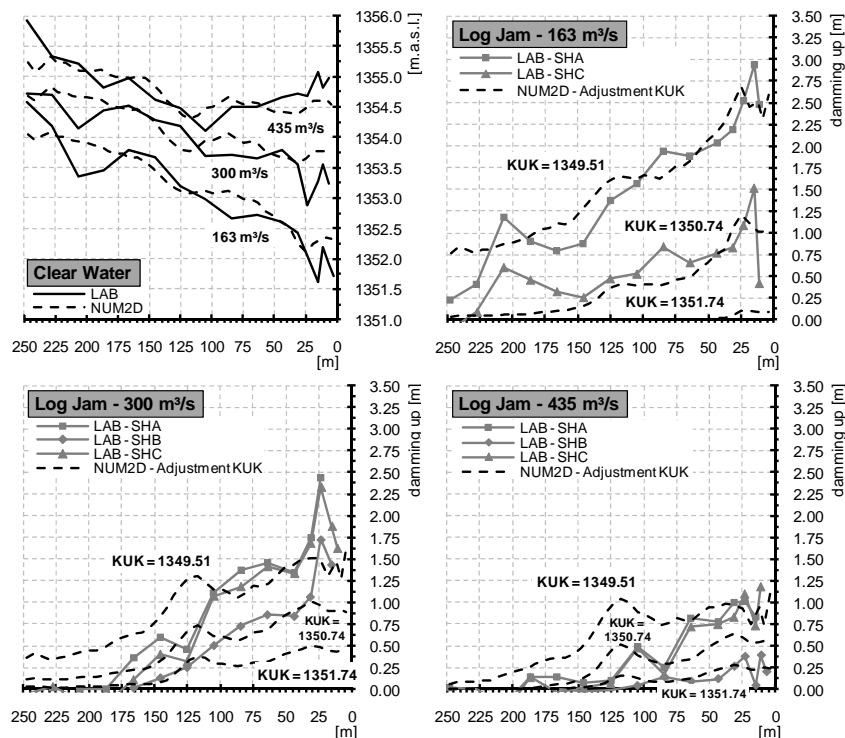 1356.0
1355.5
1355.0
1354.5
1354.0
1353.5
1353.0
1352.5
1352.0
1351.5
1351.0
[m.a.s.l.]
435 m³/s
300 m³/s
163 m³/s
Clear Water
LAB
NUM2D
250 225 200 175 150 125 100 75 50 25 0
[m]
Log Jam - 163 m³/s
LAB - SHA
LAB - SHC
NUM2D - Adjustment KUK
KUK = 1349.51
KUK = 1350.74
KUK = 1351.74
3.50
3.25
3.00
2.75
2.50
2.25
2.00
1.75
1.50
1.25
1.00
0.75
0.50
0.25
0.00
damming up [m]
250 225 200 175 150 125 100 75 50 25 0
[m]
Log Jam - 300 m³/s
LAB - SHA
LAB - SHB
LAB - SHC
NUM2D - Adjustment KUK
KUK = 1349.51
KUK =
1350.74
KUK = 1351.74
3.50
3.25
3.00
2.75
2.50
2.25
2.00
1.75
1.50
1.25
1.00
0.75
0.50
0.25
0.00
damming up [m]
250 225 200 175 150 125 100 75 50 25 0
[m]
Log Jam - 435 m³/s
LAB - SHA
LAB - SHB
LAB - SHC
NUM2D - Adjustment KUK
KUK = 1349.51
KUK =
1350.74
KUK = 1351.74
3.50
3.25
3.00
2.75
2.50
2.25
2.00
1.75
1.50
1.25
1.00
0.75
0.50
0.25
0.00
damming up [m]
250 225 200 175 150 125 100 75 50 25 0
[m]